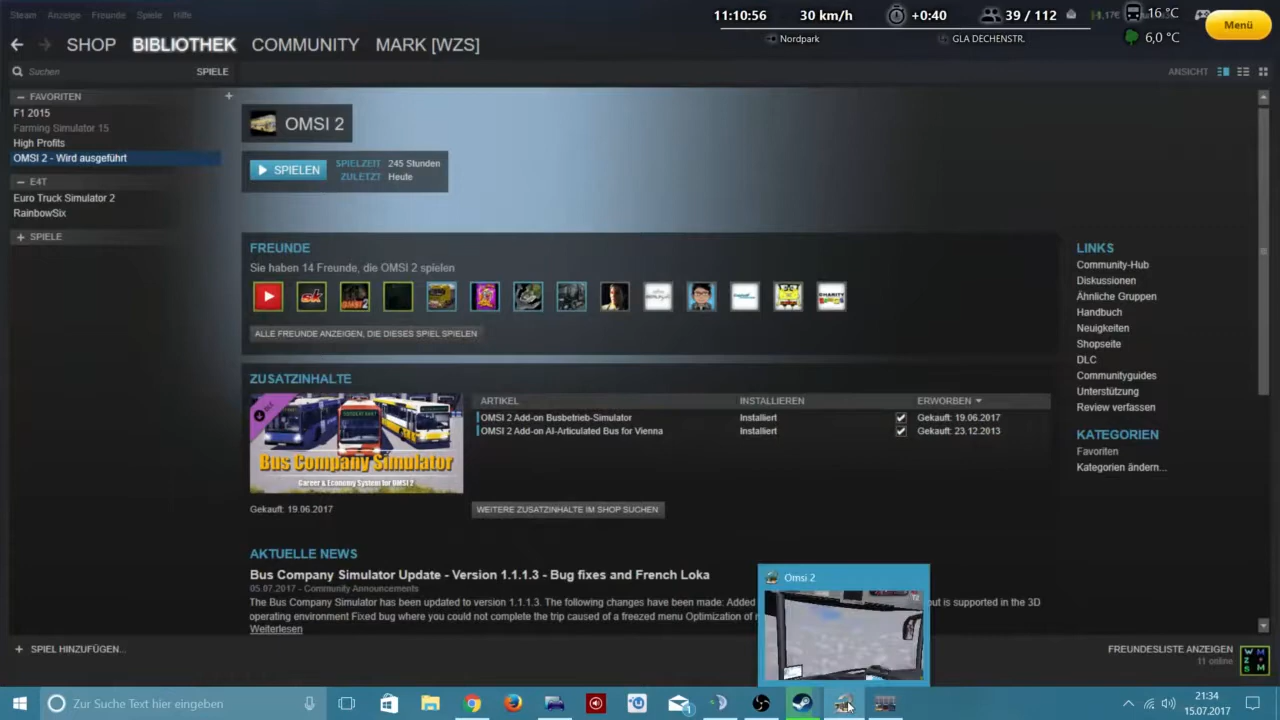 Steam Anzeige Freunde Spiele Hilfe
11:10:56 30 km/h +0:40 39 / 112 16 °C
Nordpark GLA DECHENSTR. 6,0 °C
Menü
SHOP BIBLIOTHEK COMMUNITY MARK [WZS]
Suchen SPIELE
ANSICHT
FAVORITEN
F1 2015
Farming Simulator 15
High Profits
OMSI 2 - Wird ausgeführt
E4T
Euro Truck Simulator 2
RainbowSix
SPIELE
OMSI 2
SPIELEN
SPIELZEIT 245 Stunden
ZULETZT Heute
FREUNDE
Sie haben 14 Freunde, die OMSI 2 spielen
ALLE FREUNDE ANZEIGEN, DIE DIESES SPIEL SPIELEN
ZUSATZINHALTE
ARTIKEL INSTALLIEREN ERWORBEN
OMSI 2 Add-on Busbetrieb-Simulator Installiert Gekauft: 19.06.2017
OMSI 2 Add-on AI-Articulated Bus for Vienna Installiert Gekauft: 23.12.2013
Bus Company Simulator
Career & Economy System for OMSI 2
Gekauft: 19.06.2017
WEITERE ZUSATZINHALTE IM SHOP SUCHEN
AKTUELLE NEWS
Bus Company Simulator Update - Version 1.1.1.3 - Bug fixes and French Loka
05.07.2017 - Community Announcements
The Bus Company Simulator has been updated to version 1.1.1.3. The following changes have been made: Added
out is supported in the 3D
operating environment Fixed bug where you could not complete the trip caused of a freezed menu Optimization of
Weiterlesen
LINKS
Community-Hub
Diskussionen
Ähnliche Gruppen
Handbuch
Neuigkeiten
Shopseite
DLC
Communityguides
Unterstützung
Review verfassen
KATEGORIEN
Favoriten
Kategorien ändern...
Omsi 2
SPIEL HINZUFÜGEN...
FREUNDESLISTE ANZEIGEN
11 online
Zur Suche Text hier eingeben
21:34
15.07.2017